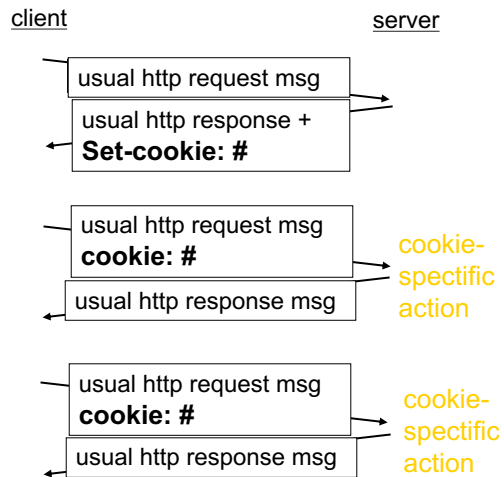 client
server
usual http request msg
usual http response +
Set-cookie: #
usual http request msg
cookie: #
usual http response msg
cookie-
spectific
action
usual http request msg
cookie: #
usual http response msg
cookie-
spectific
action